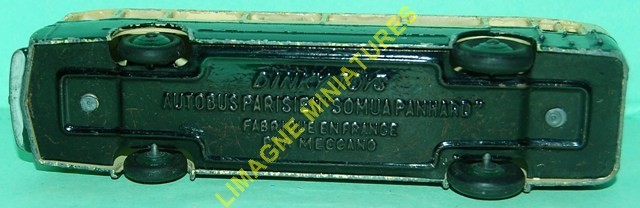 DINKY TOYS
AUTOBUS PARISIEN "SOMUA PANHARD"
FABRIQUE EN FRANCE
MECCANO
LIMAGNE MINIATURES